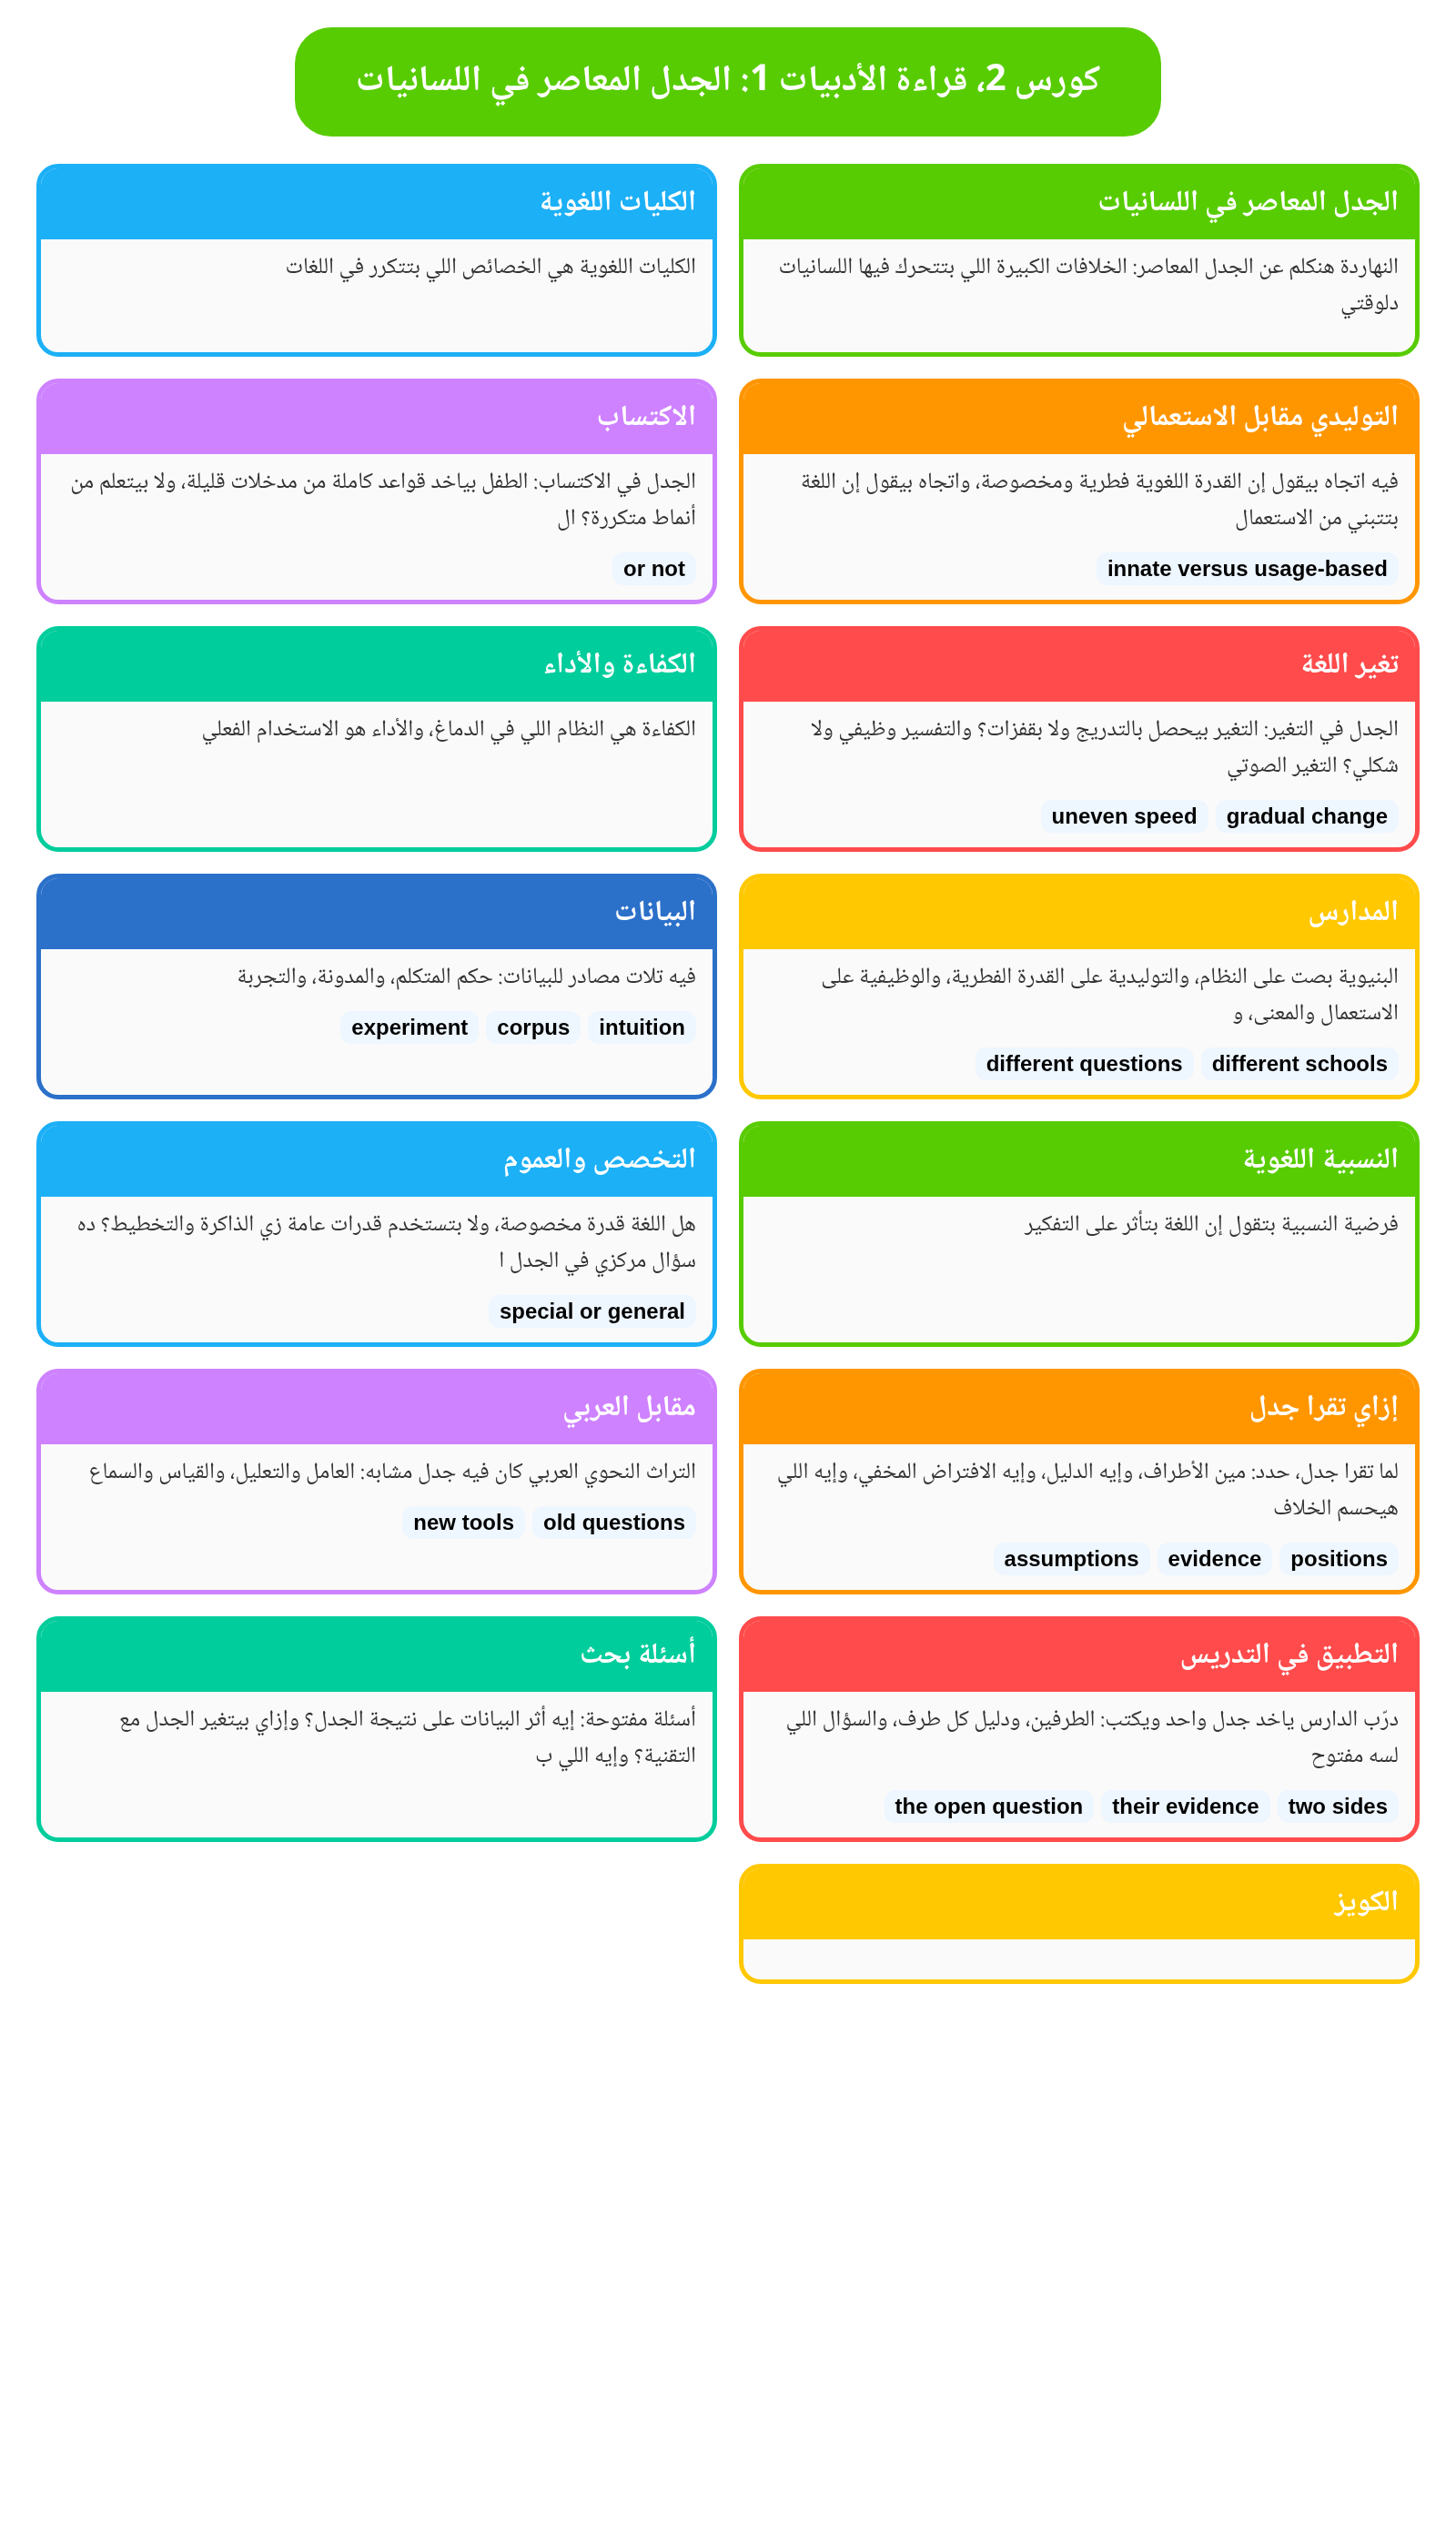 كورس 2، قراءة الأدبيات 1: الجدل المعاصر في اللسانيات
الجدل المعاصر في اللسانيات
النهاردة هنكلم عن الجدل المعاصر: الخلافات الكبيرة اللي بتتحرك فيها اللسانيات
دلوقتي
الكليات اللغوية
الكليات اللغوية هي الخصائص اللي بتتكرر في اللغات
التوليدي مقابل الاستعمالي
فيه اتجاه بيقول إن القدرة اللغوية فطرية ومخصوصة، واتجاه بيقول إن اللغة
بتتبني من الاستعمال
innate versus usage-based
الاكتساب
الجدل في الاكتساب: الطفل بياخد قواعد كاملة من مدخلات قليلة، ولا بيتعلم من
أنماط متكررة؟ ال
or not
تغير اللغة
الجدل في التغير: التغير بيحصل بالتدريج ولا بقفزات؟ والتفسير وظيفي ولا
شكلي؟ التغير الصوتي
gradual change uneven speed
الكفاءة والأداء
الكفاءة هي النظام اللي في الدماغ، والأداء هو الاستخدام الفعلي
المدارس
البنيوية بصت على النظام، والتوليدية على القدرة الفطرية، والوظيفية على
الاستعمال والمعنى، و
different schools different questions
البيانات
فيه تلات مصادر للبيانات: حكم المتكلم، والمدونة، والتجربة
intuition corpus experiment
النسبية اللغوية
فرضية النسبية بتقول إن اللغة بتأثر على التفكير
التخصص والعموم
هل اللغة قدرة مخصوصة، ولا بتستخدم قدرات عامة زي الذاكرة والتخطيط؟ ده
سؤال مركزي في الجدل ا
special or general
إزاي تقرا جدل
لما تقرا جدل، حدد: مين الأطراف، وإيه الدليل، وإيه الافتراض المخفي، وإيه اللي
هيحسم الخلاف
positions evidence assumptions
مقابل العربي
التراث النحوي العربي كان فيه جدل مشابه: العامل والتعليل، والقياس والسماع
old questions new tools
التطبيق في التدريس
درّب الدارس ياخد جدل واحد ويكتب: الطرفين، ودليل كل طرف، والسؤال اللي
لسه مفتوح
two sides their evidence the open question
أسئلة بحث
أسئلة مفتوحة: إيه أثر البيانات على نتيجة الجدل؟ وإزاي بيتغير الجدل مع
التقنية؟ وإيه اللي ب
الكويز